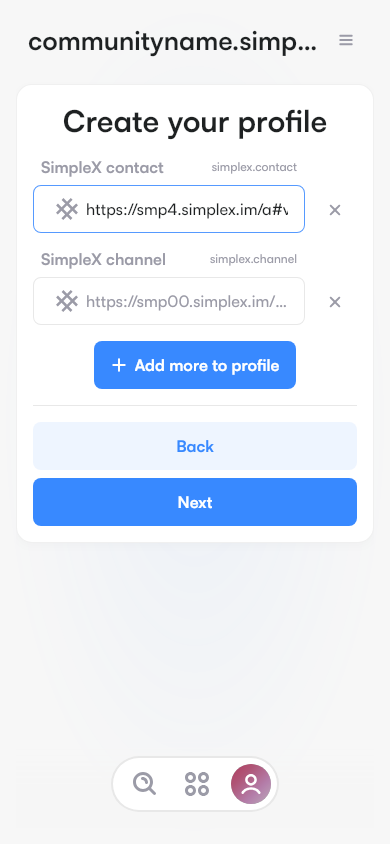 communityname.simp...
Create your profile
SimpleX contact simplex.contact
https://smp4.simplex.im/a#
SimpleX channel simplex.channel
https://smp00.simplex.im/...
Add more to profile
Back
Next